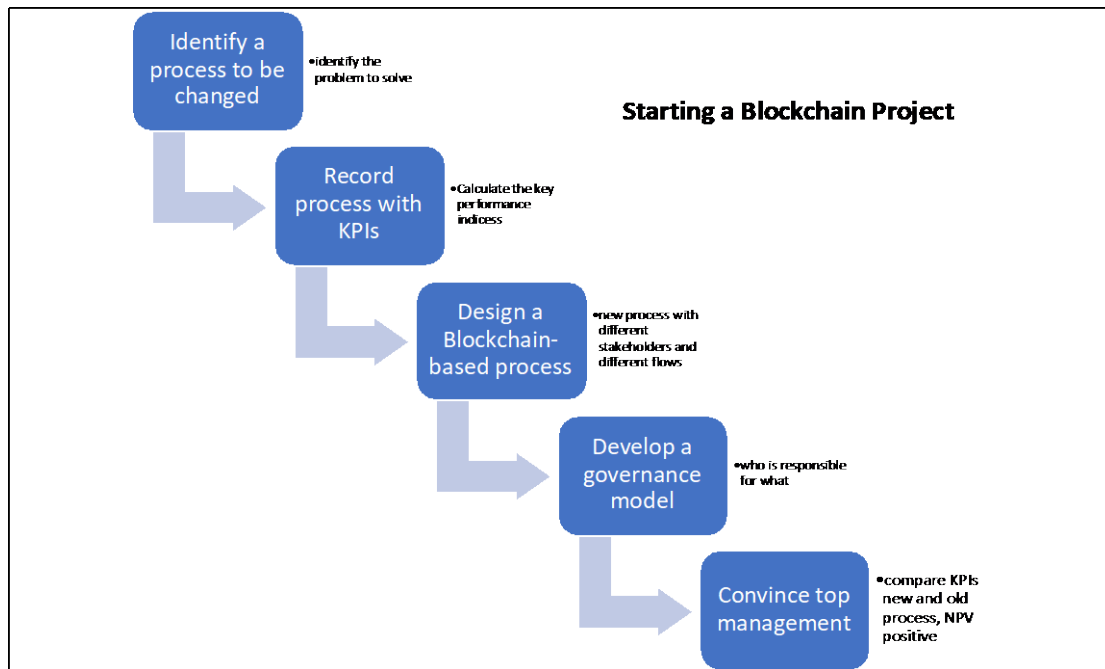 Identify a
process to be
changed
•identify the
problem to solve
Starting a Blockchain Project
Record
process with
KPIs
•Calculate the key
performance
indicess
Design a
Blockchain-
based process
•new process with
different
stakeholders and
different flows
Develop a
governance
model
•who is responsible
for what
Convince top
management
•compare KPIs
new and old
process, NPV
positive